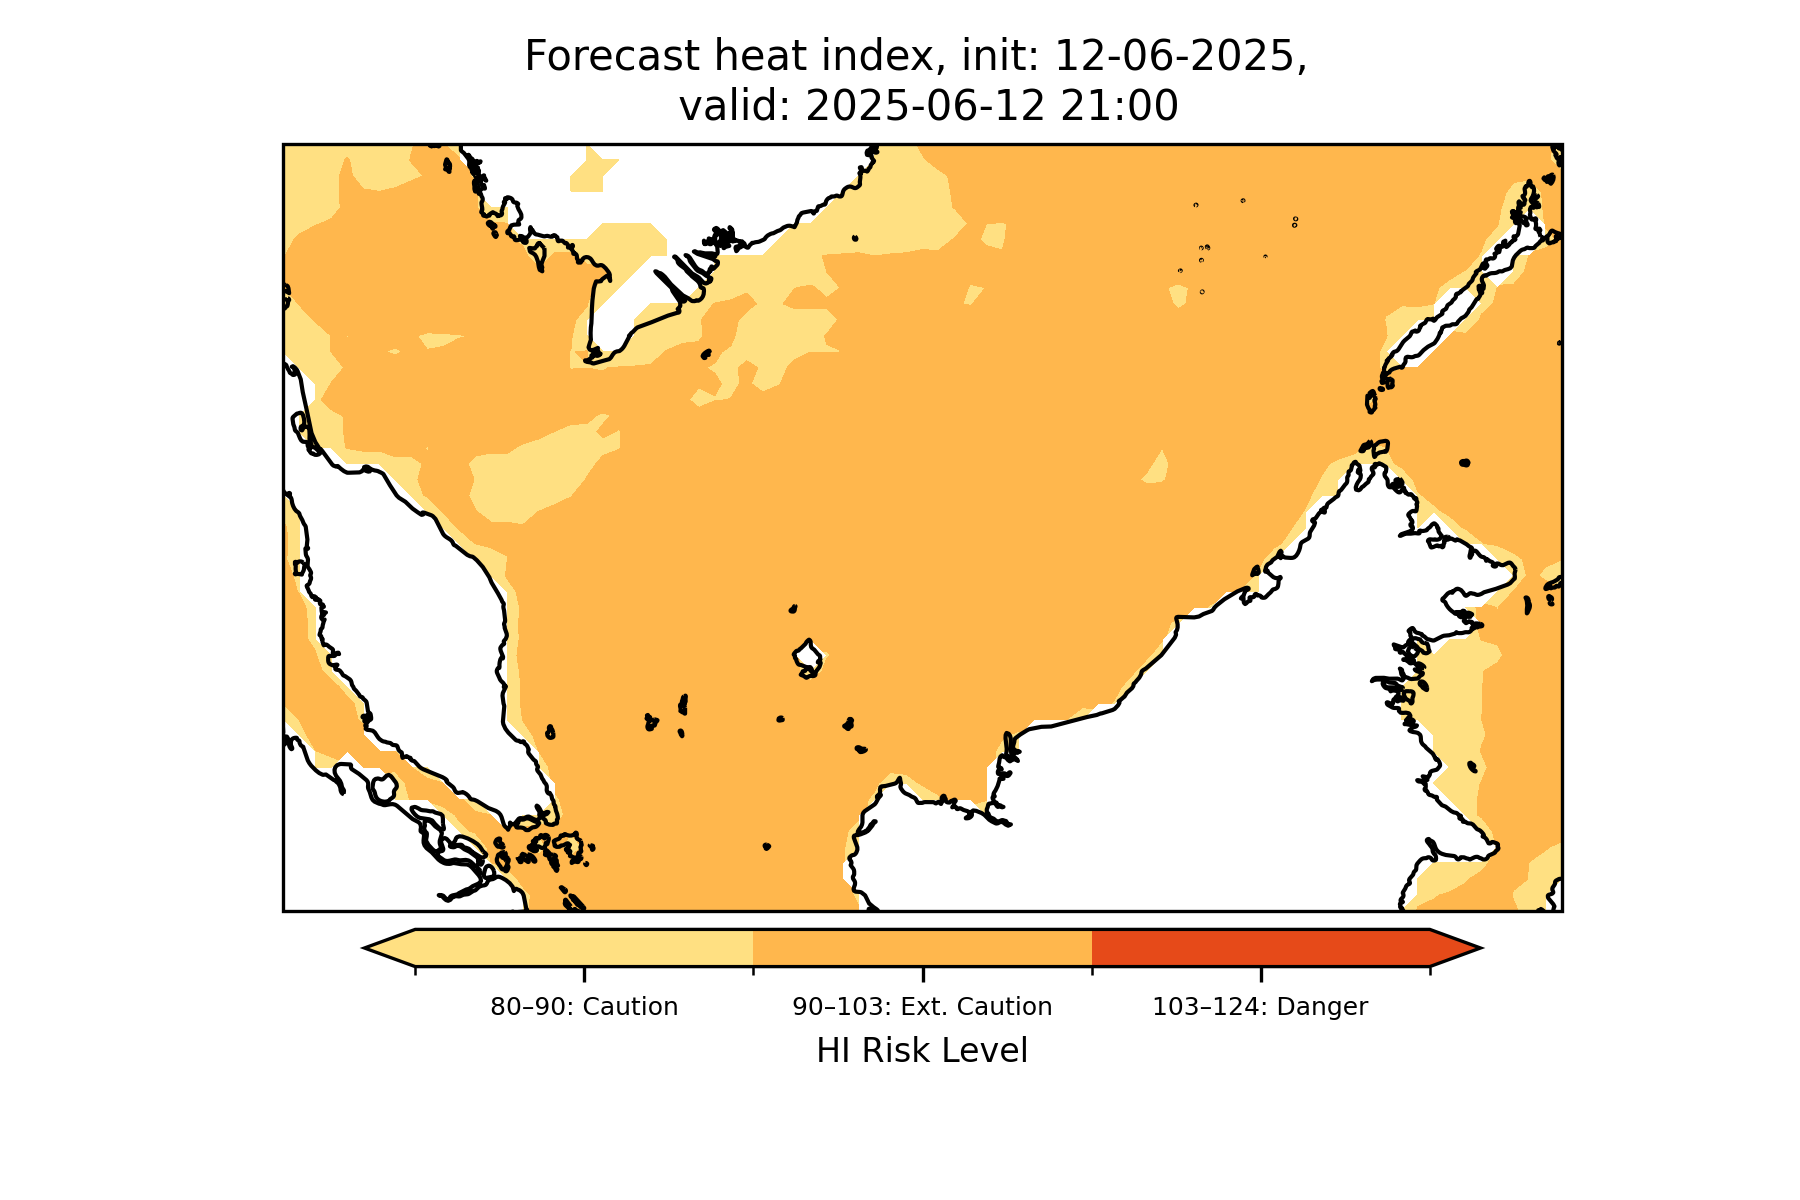 Forecast heat index, init: 12-06-2025,
valid: 2025-06-12 21:00
80–90: Caution
90–103: Ext. Caution
103–124: Danger
HI Risk Level